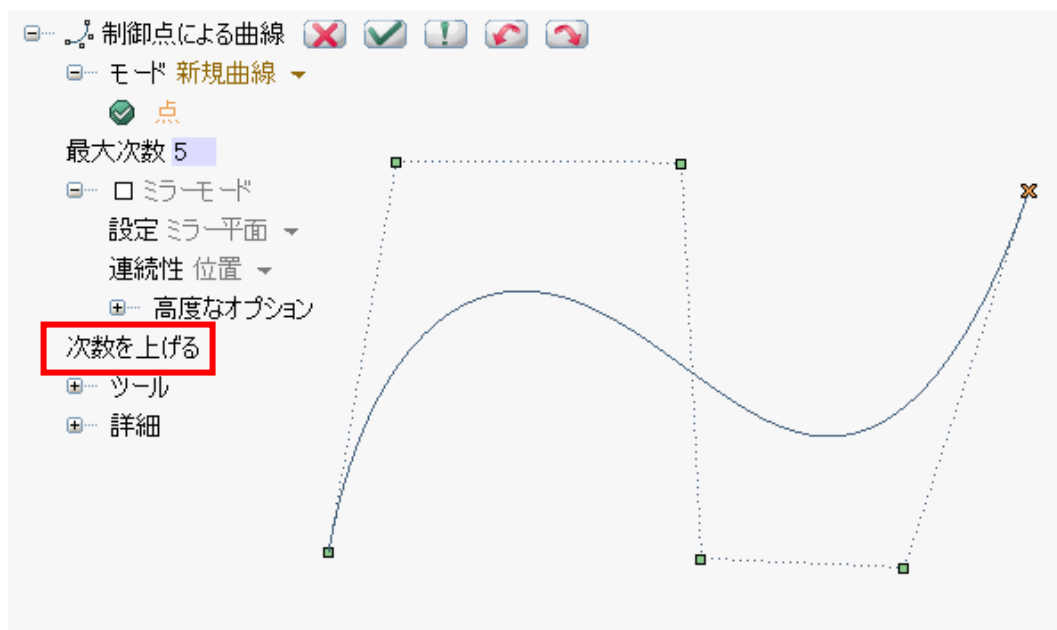 制御点による曲線
モード 新規曲線
点
最大次数 5
ミラーモード
設定 ミラー平面
連続性 位置
高度なオプション
次数を上げる
ツール
詳細